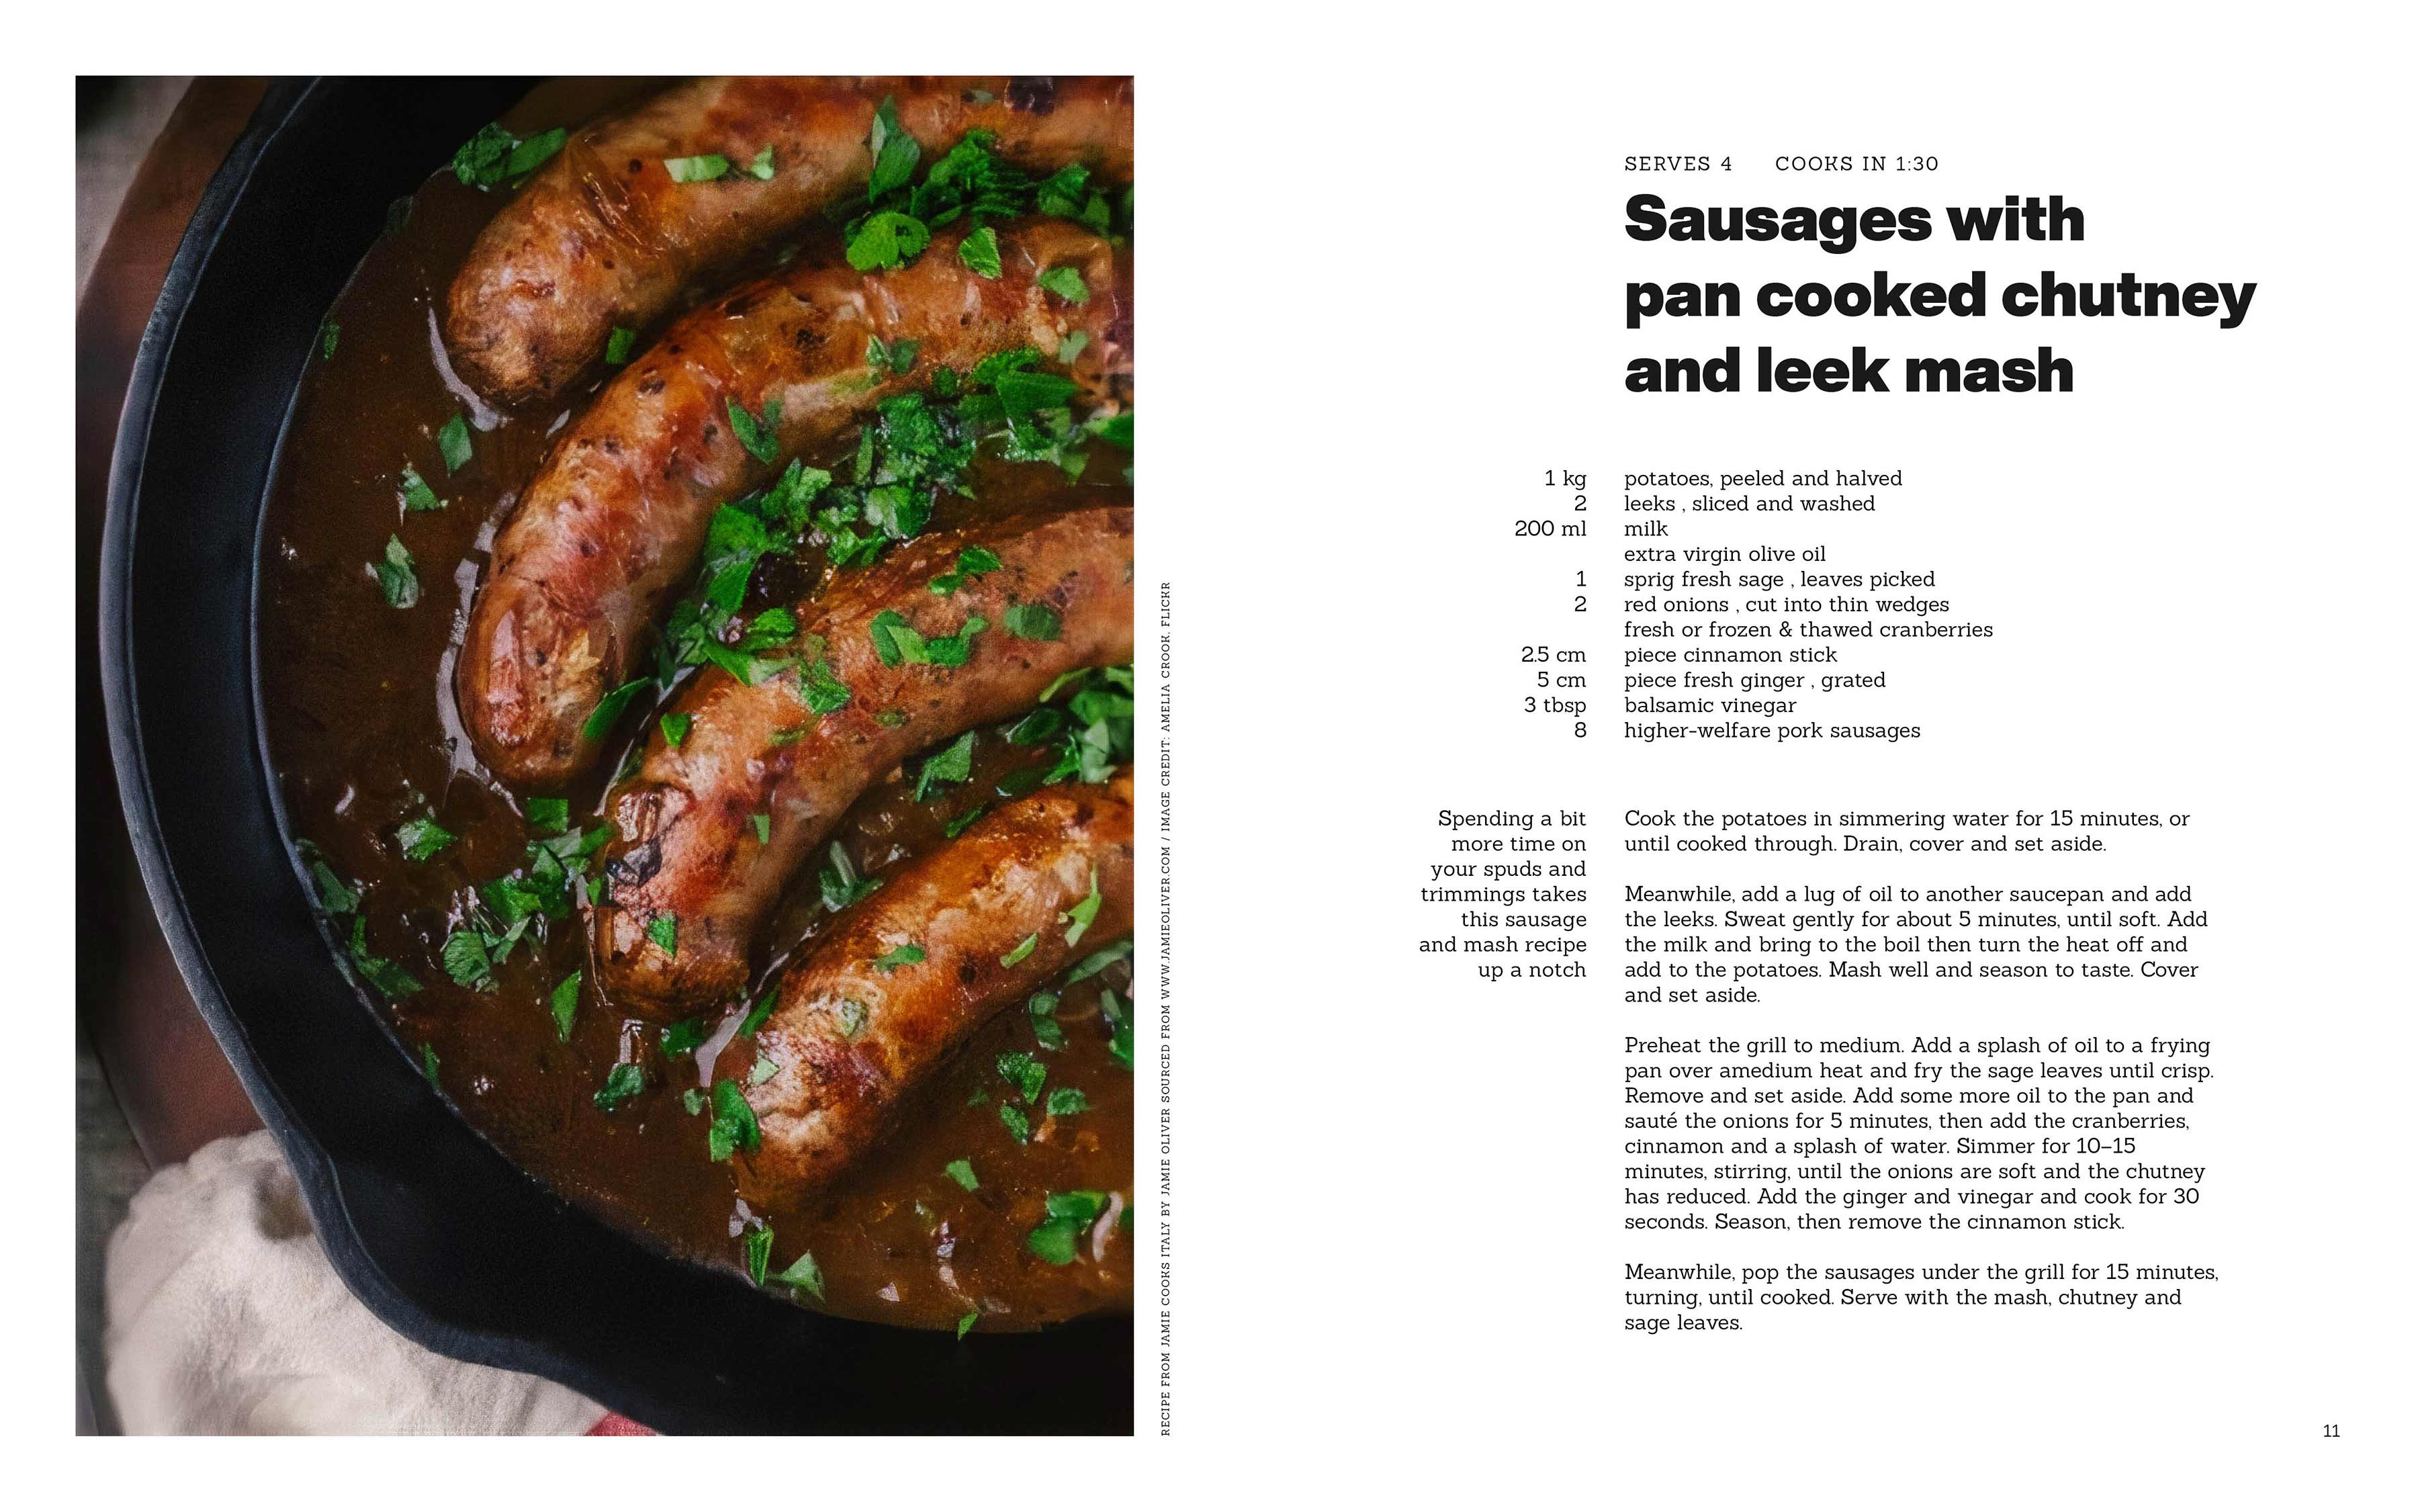 RECIPE FROM JAMIE COOKS ITALY BY JAMIE OLIVER SOURCED FROM WWW.JAMIEOLIVER.COM / IMAGE CREDIT: AMELIA CROOK, FLICKR
SERVES 4 COOKS IN 1:30
Sausages with
pan cooked chutney
and leek mash
1 kg potatoes, peeled and halved
2 leeks , sliced and washed
200 ml milk
extra virgin olive oil
1 sprig fresh sage , leaves picked
2 red onions , cut into thin wedges
fresh or frozen & thawed cranberries
2.5 cm piece cinnamon stick
5 cm piece fresh ginger , grated
3 tbsp balsamic vinegar
8 higher-welfare pork sausages
Spending a bit
more time on
your spuds and
trimmings takes
this sausage
and mash recipe
up a notch
Cook the potatoes in simmering water for 15 minutes, or
until cooked through. Drain, cover and set aside.
Meanwhile, add a lug of oil to another saucepan and add
the leeks. Sweat gently for about 5 minutes, until soft. Add
the milk and bring to the boil then turn the heat off and
add to the potatoes. Mash well and season to taste. Cover
and set aside.
Preheat the grill to medium. Add a splash of oil to a frying
pan over amedium heat and fry the sage leaves until crisp.
Remove and set aside. Add some more oil to the pan and
sauté the onions for 5 minutes, then add the cranberries,
cinnamon and a splash of water. Simmer for 10–15
minutes, stirring, until the onions are soft and the chutney
has reduced. Add the ginger and vinegar and cook for 30
seconds. Season, then remove the cinnamon stick.
Meanwhile, pop the sausages under the grill for 15 minutes,
turning, until cooked. Serve with the mash, chutney and
sage leaves.
11